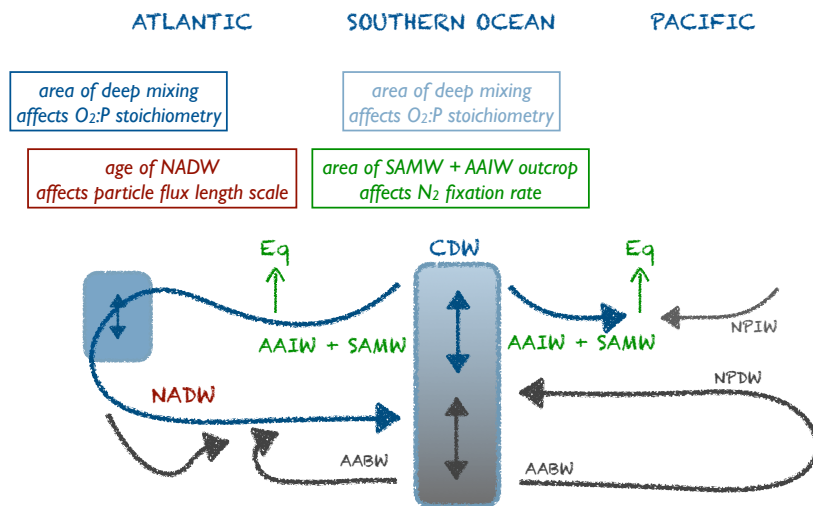 ATLANTIC
SOUTHERN OCEAN
PACIFIC
area of deep mixing
affects O₂:P stoichiometry
area of deep mixing
affects O₂:P stoichiometry
age of NADW
affects particle flux length scale
area of SAMW + AAIW outcrop
affects N₂ fixation rate
Eq
CDW
Eq
AAIW + SAMW
AAIW + SAMW
NPIW
NADW
NPDW
AABW
AABW